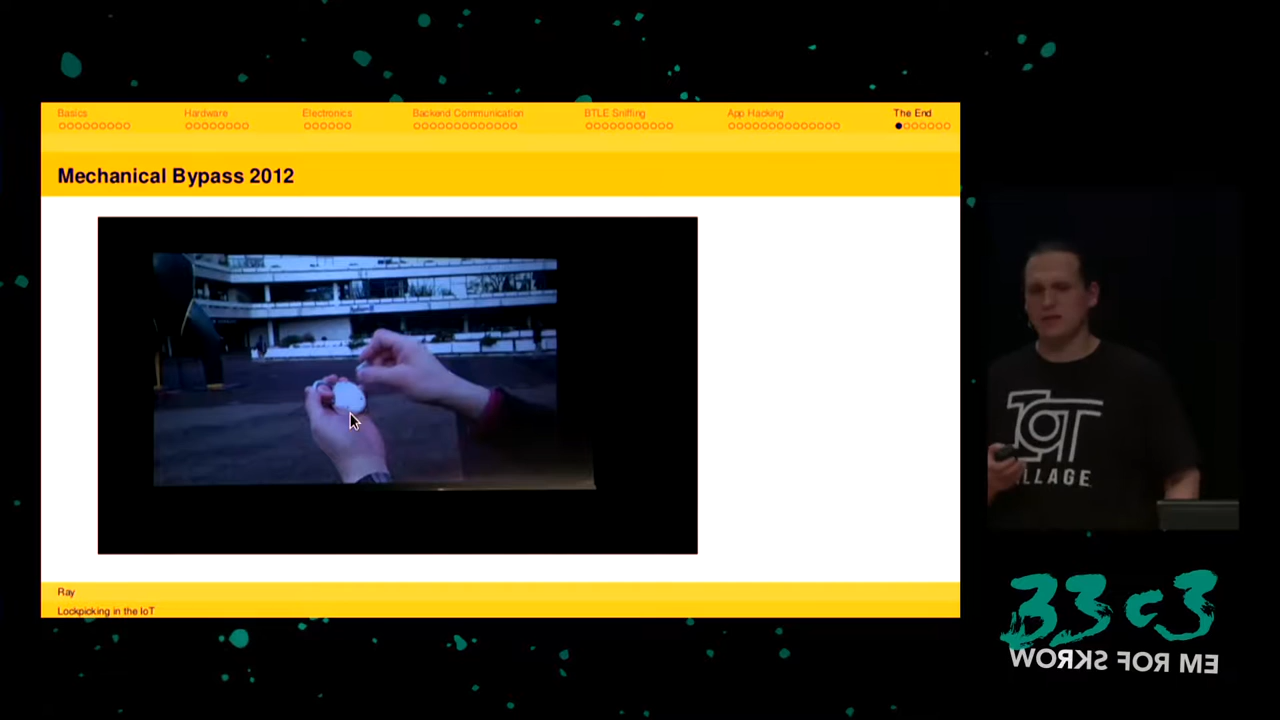 Basics Hardware Electronics Backend Communication BTLE Sniffing App Hacking The End
Mechanical Bypass 2012
Ray
Lockpicking in the IoT
IOT
VILLAGE
33c3
WORKS FOR ME